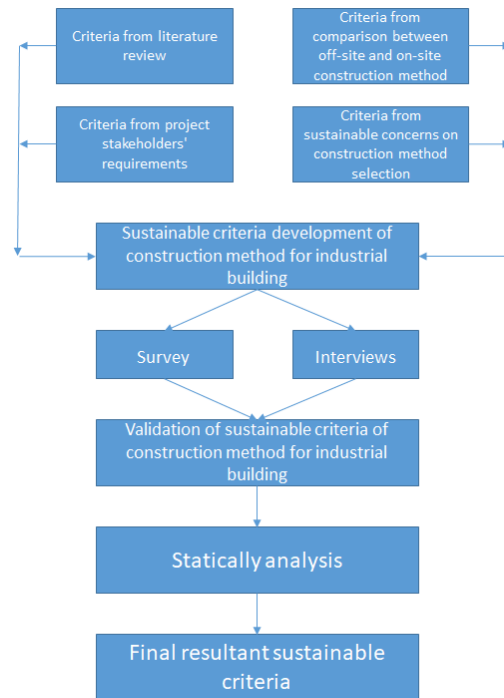 Criteria from literature
review
Criteria from
comparison between
off-site and on-site
construction method
Criteria from project
stakeholders'
requirements
Criteria from
sustainable concerns on
construction method
selection
Sustainable criteria development of
construction method for industrial
building
Survey
Interviews
Validation of sustainable criteria of
construction method for industrial
building
Statically analysis
Final resultant sustainable
criteria